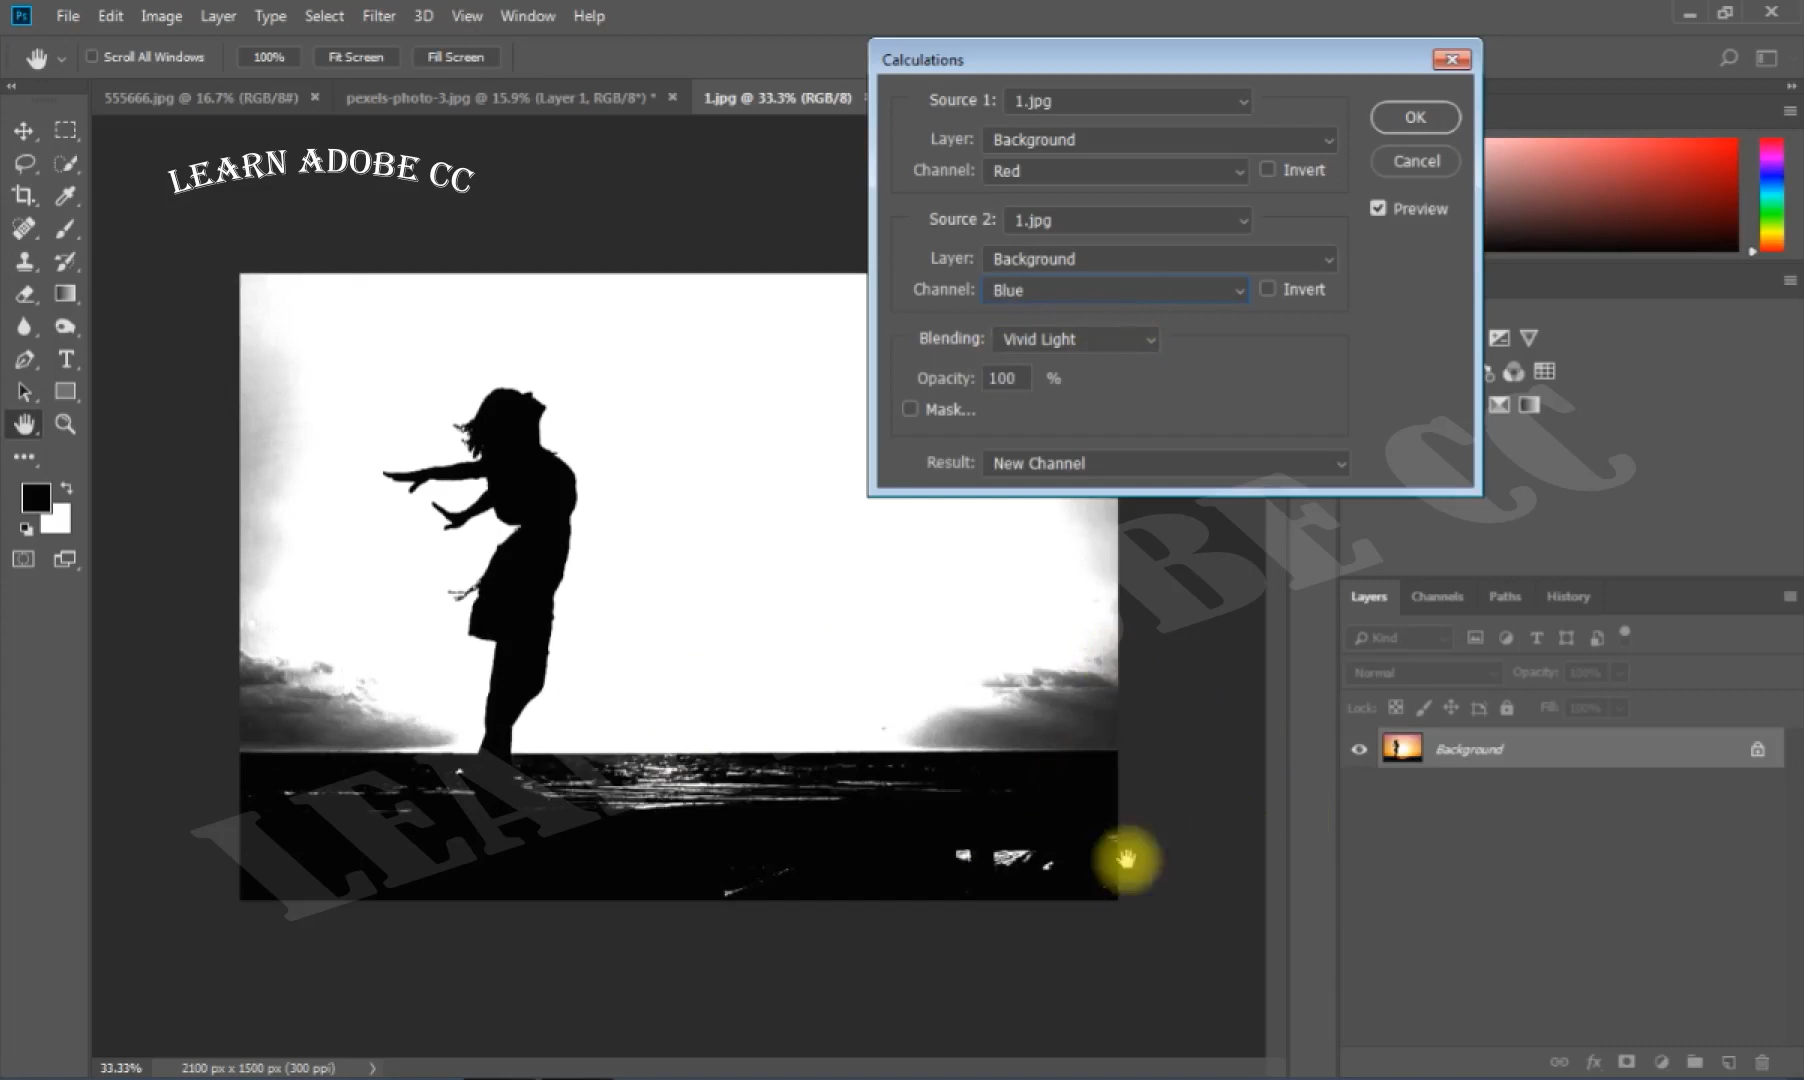 Ps File Edit Image Layer Type Select Filter 3D View Window Help
Scroll All Windows 100% Fit Screen Fill Screen
555666.jpg @ 16.7% (RGB/8#) × pexels-photo-3.jpg @ 15.9% (Layer 1, RGB/8*) * × 1.jpg @ 33.3% (RGB/8)
LEARN ADOBE CC
Calculations
Source 1: 1.jpg
OK
Layer: Background
Cancel
Channel: Red Invert
Preview
Source 2: 1.jpg
Layer: Background
Channel: Blue Invert
Blending: Vivid Light
Opacity: 100 %
Mask...
Result: New Channel
Layers Channels Paths History
Kind
Normal Opacity: 100%
Lock: Fill: 100%
Background
33.33% 2100 px x 1500 px (300 ppi)